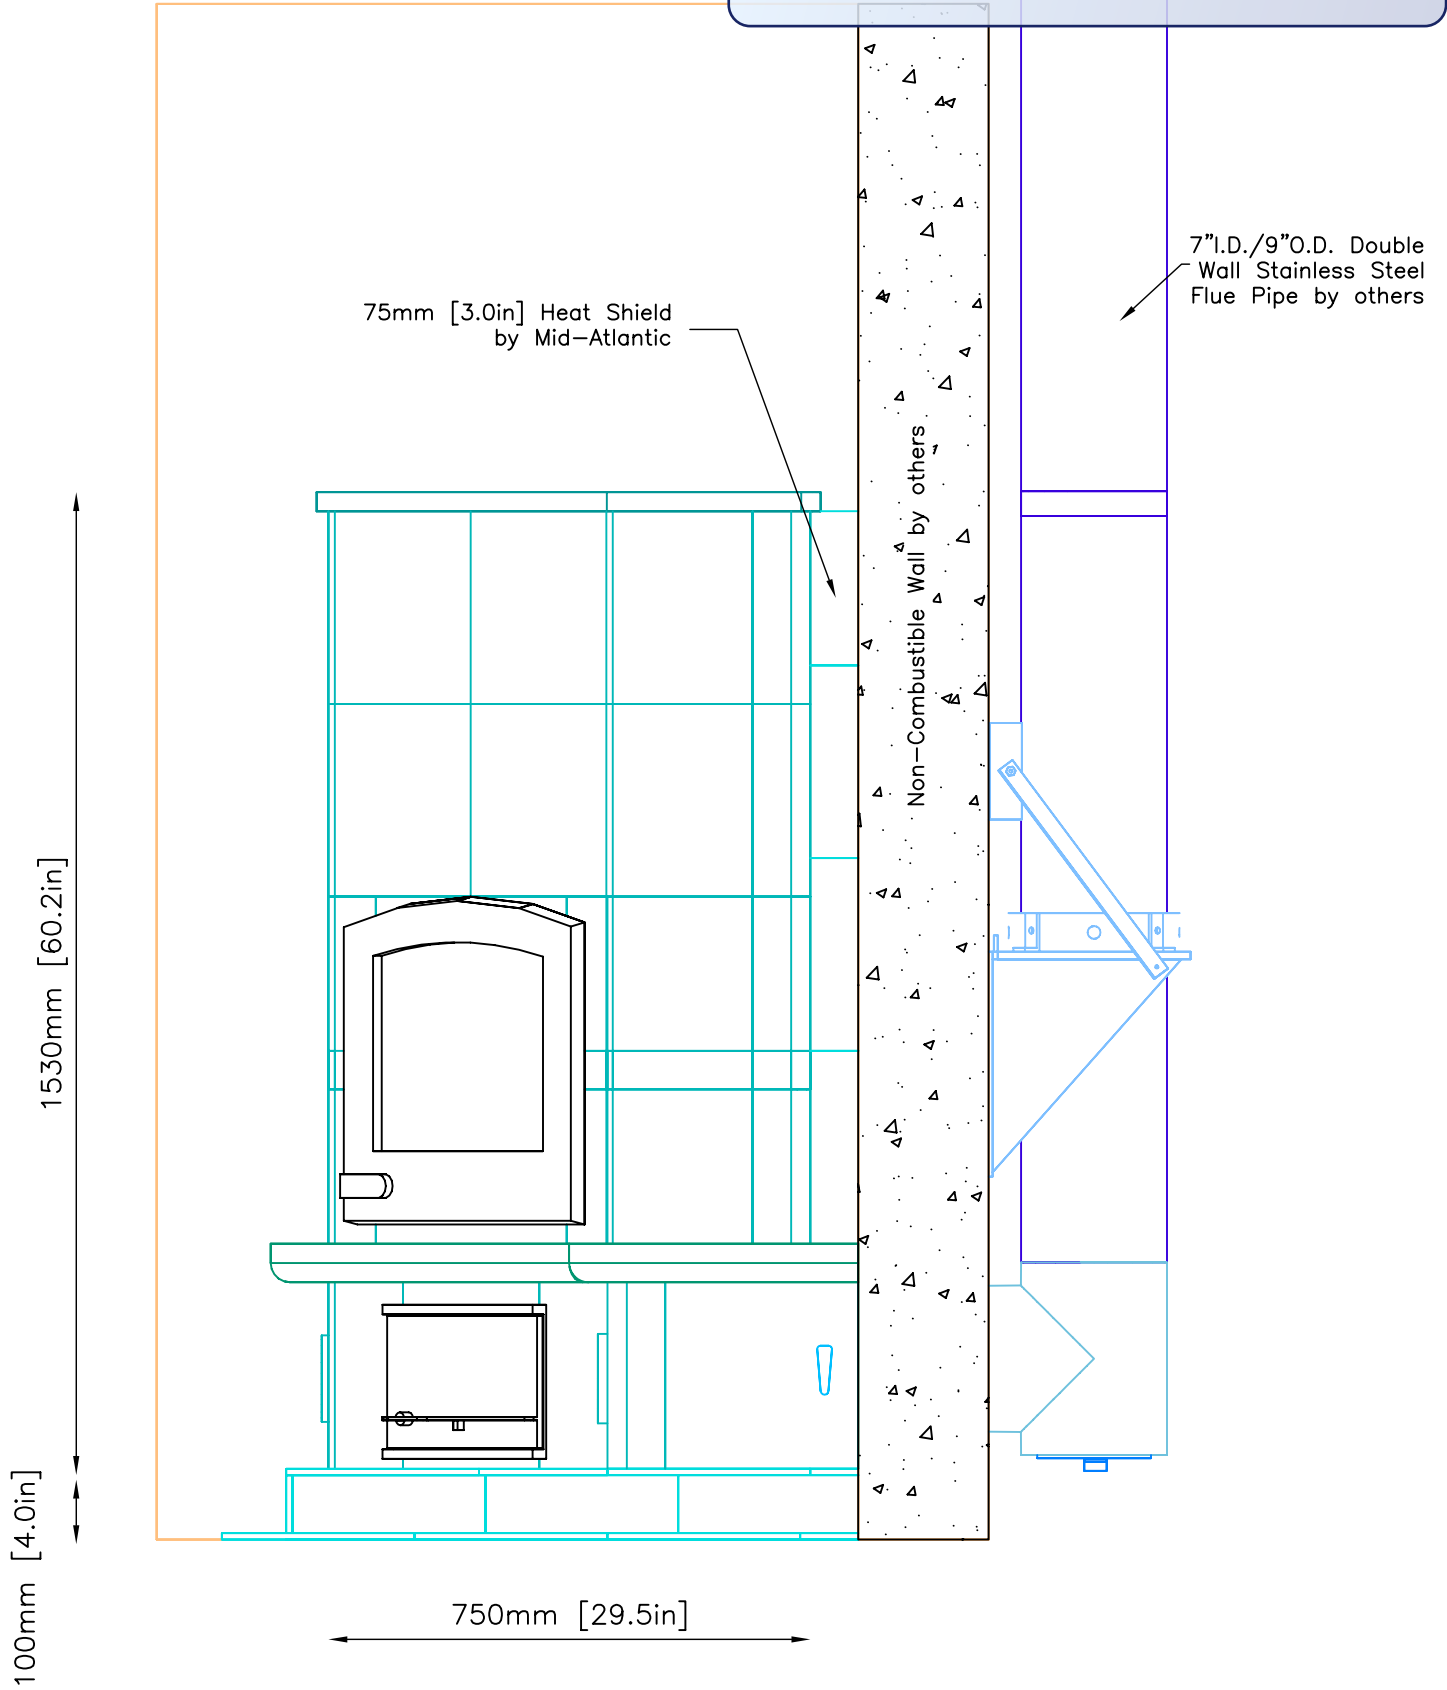 7"I.D./9"O.D. Double
Wall Stainless Steel
Flue Pipe by others
75mm [3.0in] Heat Shield
by Mid-Atlantic
Non-Combustible Wall by others
1530mm [60.2in]
100mm [4.0in]
750mm [29.5in]